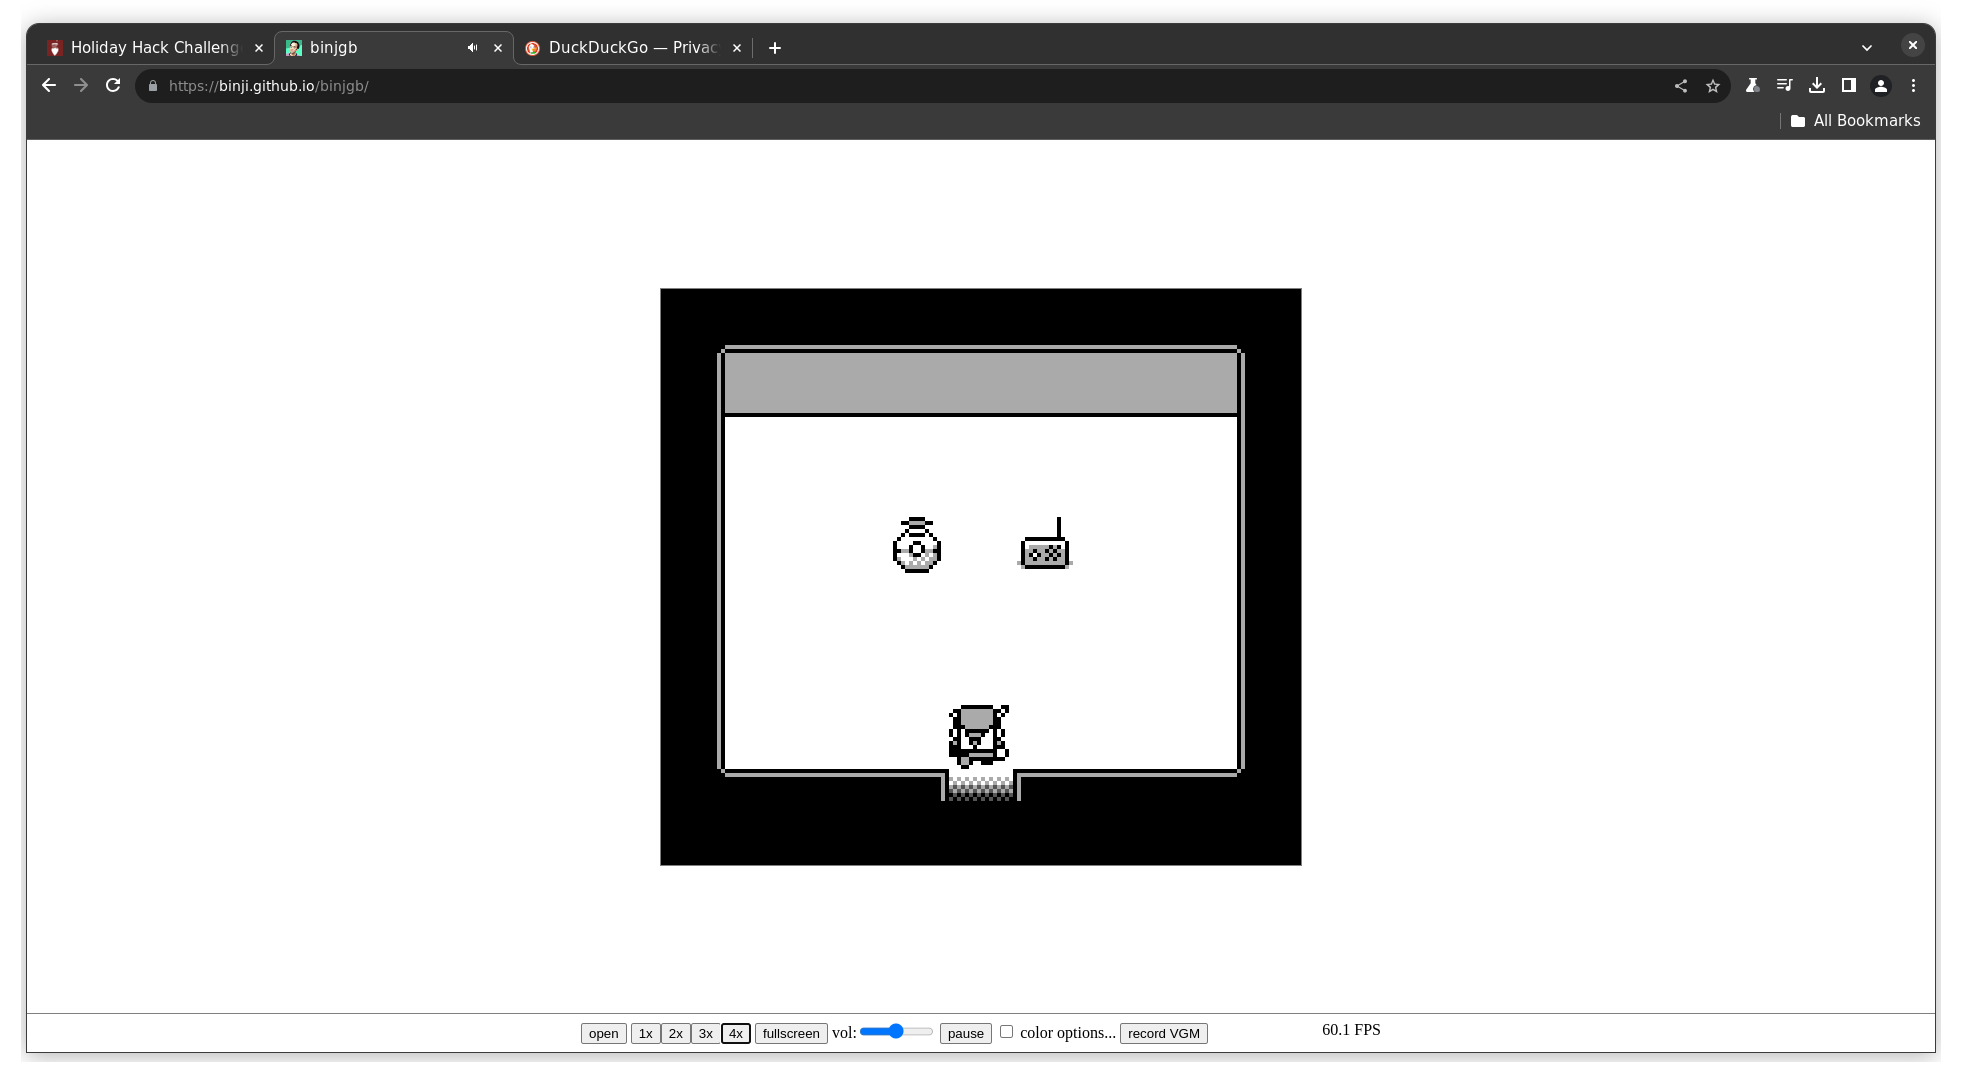 Holiday Hack Challeng
binjgb
DuckDuckGo — Privac
https://binji.github.io/binjgb/
All Bookmarks
open 1x 2x 3x 4x fullscreen vol: pause color options... record VGM 60.1 FPS